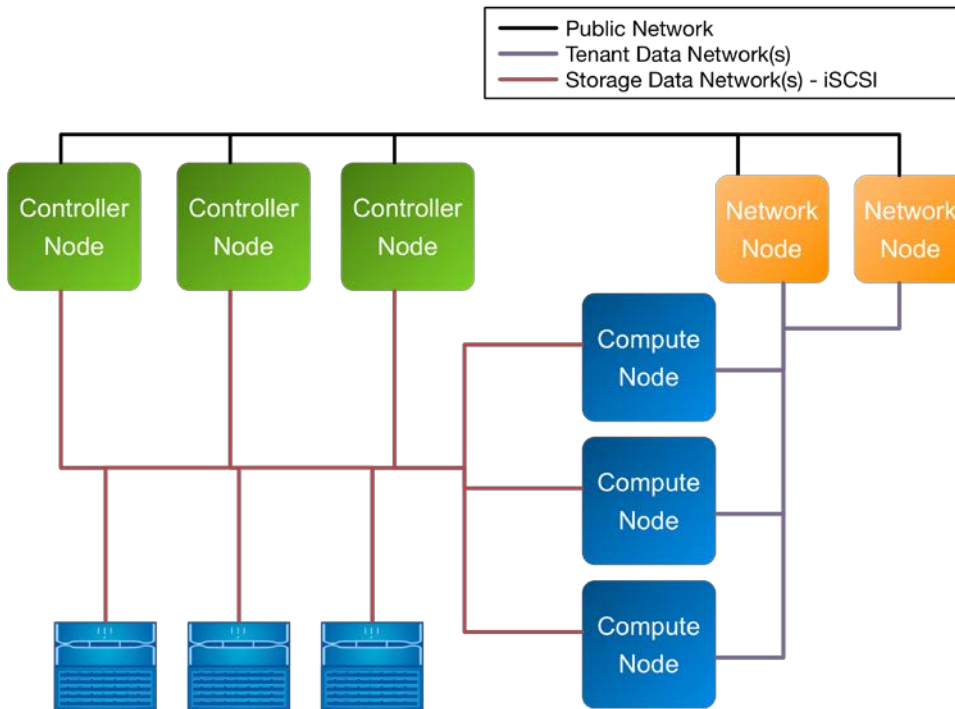 Public Network
Tenant Data Network(s)
Storage Data Network(s) - iSCSI
Controller
Node
Controller
Node
Controller
Node
Network
Node
Network
Node
Compute
Node
Compute
Node
Compute
Node